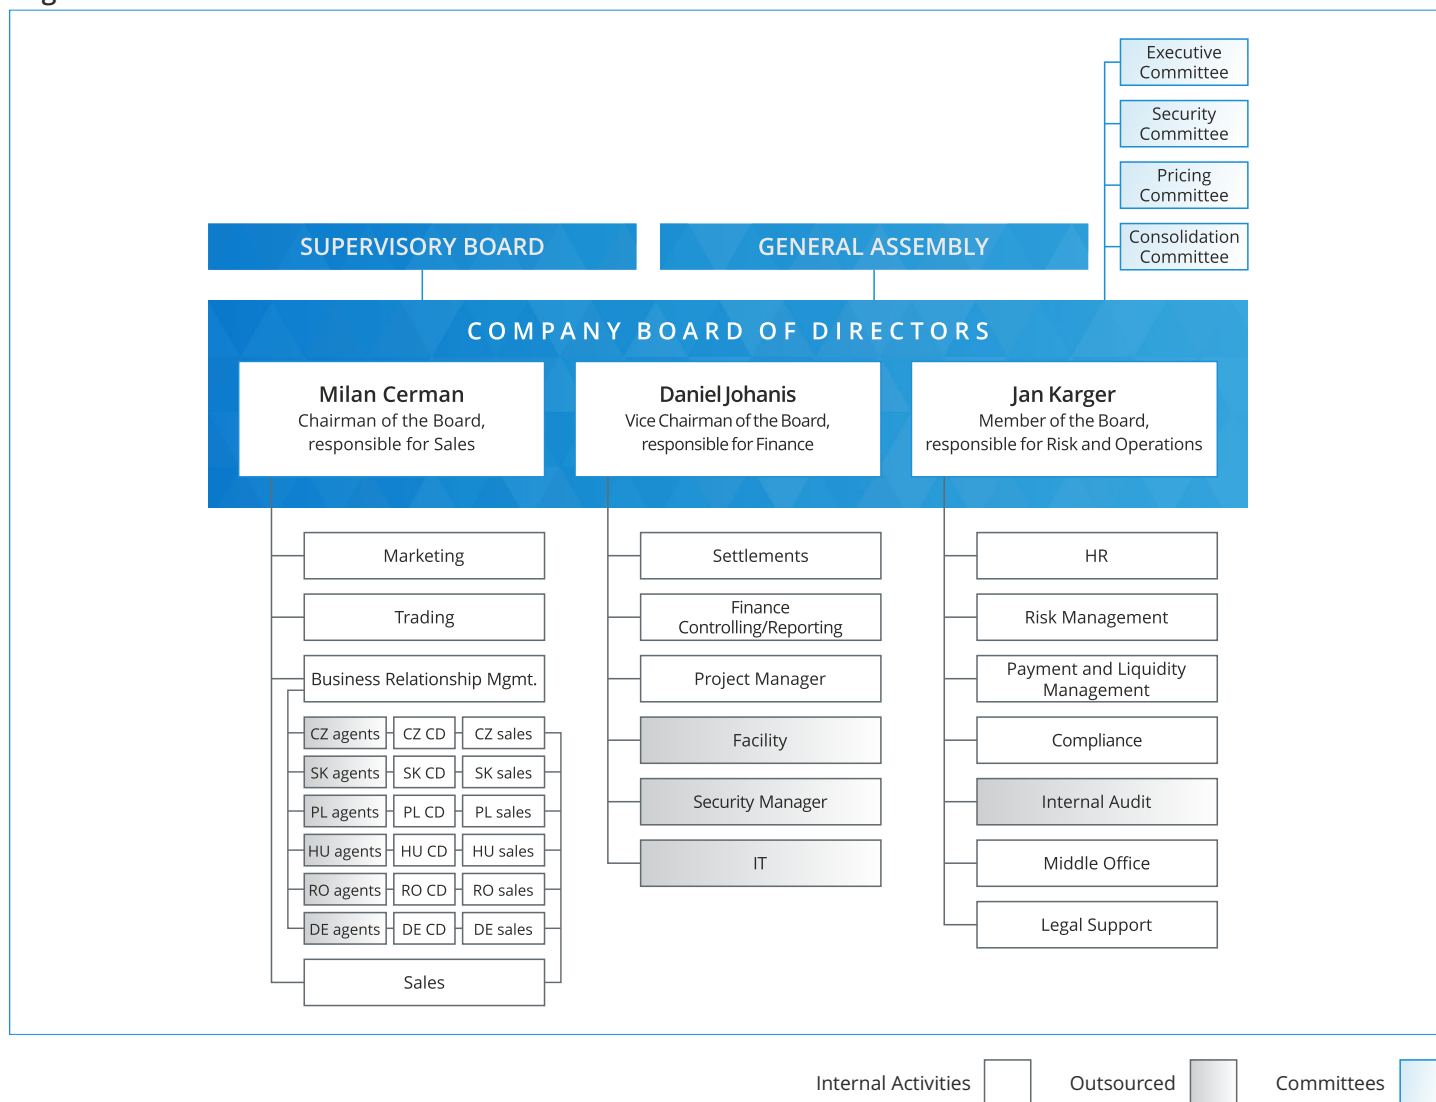 Executive
Committee
Security
Committee
Pricing
Committee
Consolidation
Committee
SUPERVISORY BOARD
GENERAL ASSEMBLY
COMPANY BOARD OF DIRECTORS
Milan Cerman
Chairman of the Board,
responsible for Sales
Daniel Johanis
Vice Chairman of the Board,
responsible for Finance
Jan Karger
Member of the Board,
responsible for Risk and Operations
Marketing
Trading
Business Relationship Mgmt.
CZ agents CZ CD CZ sales
SK agents SK CD SK sales
PL agents PL CD PL sales
HU agents HU CD HU sales
RO agents RO CD RO sales
DE agents DE CD DE sales
Sales
Settlements
Finance
Controlling/Reporting
Project Manager
Facility
Security Manager
IT
HR
Risk Management
Payment and Liquidity
Management
Compliance
Internal Audit
Middle Office
Legal Support
Internal Activities Outsourced Committees